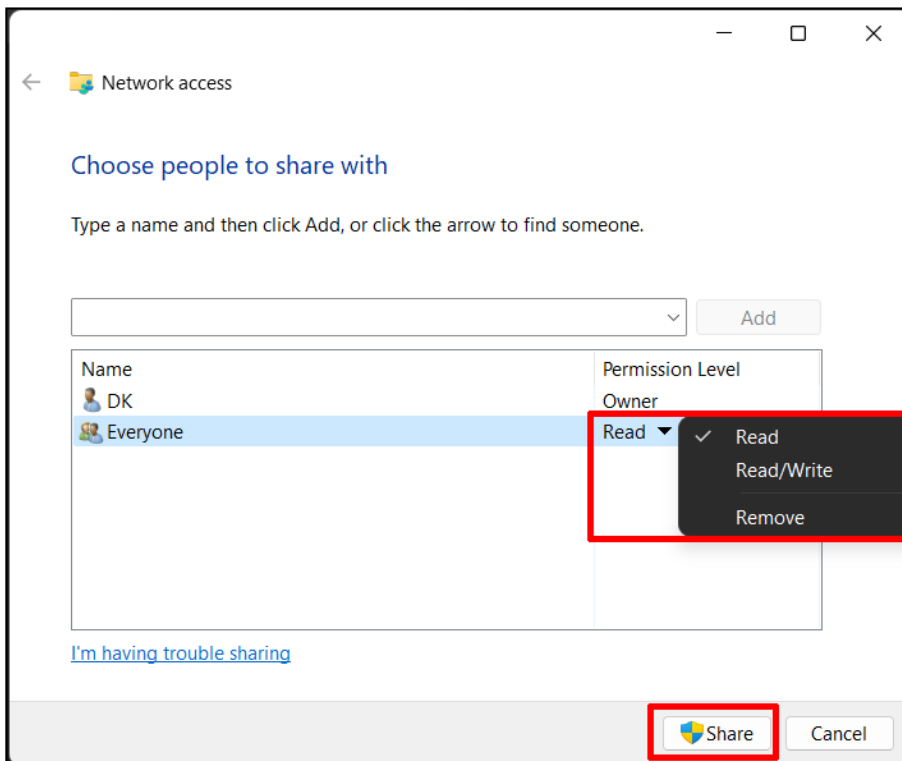 Network access
Choose people to share with
Type a name and then click Add, or click the arrow to find someone.
Add
Name Permission Level
DK Owner
Everyone Read
Read
Read/Write
Remove
I'm having trouble sharing
Share Cancel